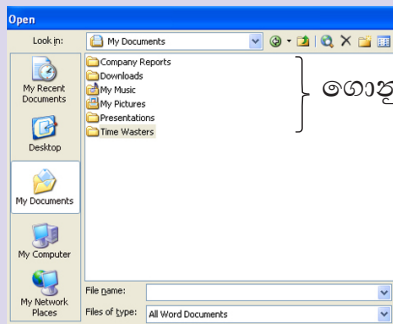 Open
Look in: My Documents
Company Reports
Downloads
My Music
My Pictures
Presentations
Time Wasters
ගොනු
My Recent
Documents
Desktop
My Documents
My Computer
My Network
Places
File name:
Files of type: All Word Documents